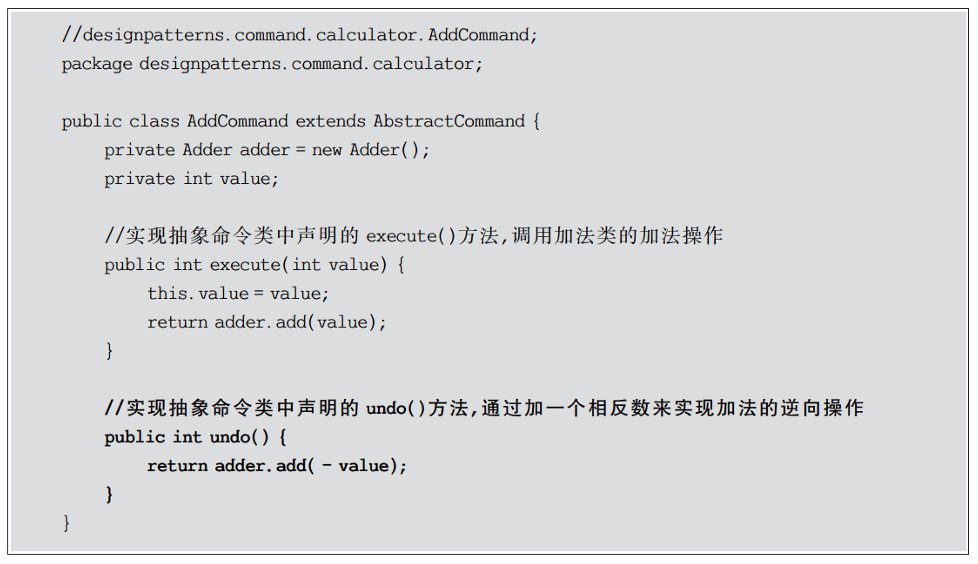 //designpatterns.command.calculator.AddCommand;
package designpatterns.command.calculator;
public class AddCommand extends AbstractCommand {
private Adder adder = new Adder();
private int value;
//实现抽象命令类中声明的 execute()方法,调用加法类的加法操作
public int execute(int value) {
this.value = value;
return adder.add(value);
}
//实现抽象命令类中声明的 undo()方法,通过加一个相反数来实现加法的逆向操作
public int undo() {
return adder.add( - value);
}
}